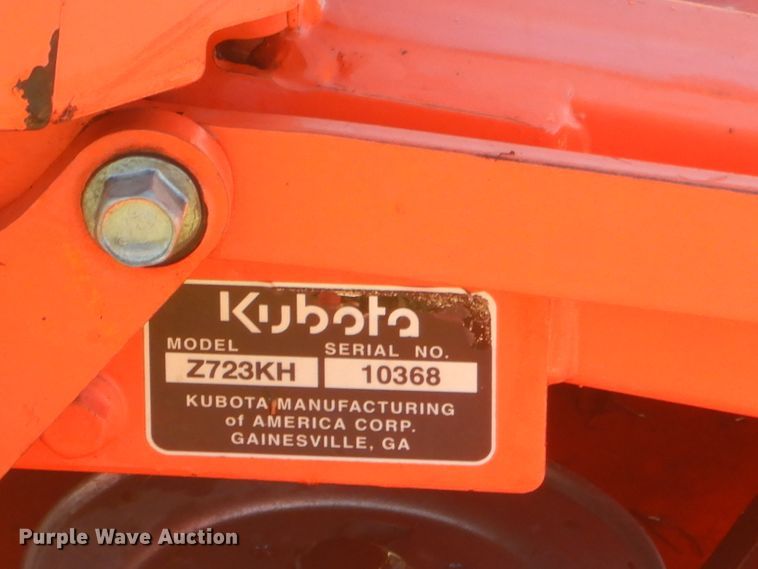 Kubota
MODEL SERIAL NO.
Z723KH 10368
KUBOTA MANUFACTURING
of AMERICA CORP.
GAINESVILLE, GA
Purple Wave Auction